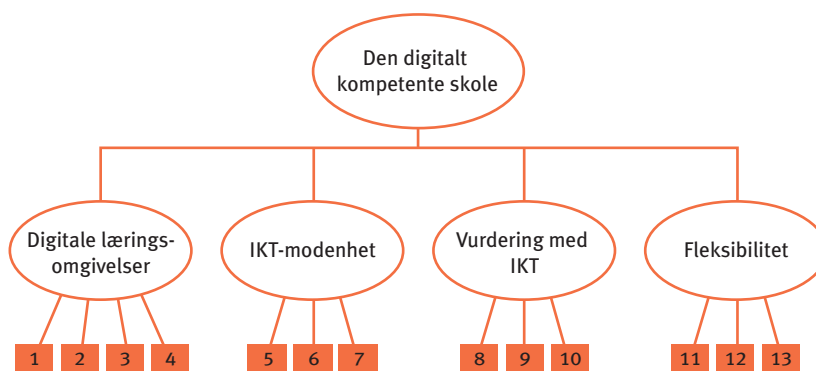 Den digitalt
kompetente skole
Digitale lærings-
omgivelser
IKT-modenhet
Vurdering med
IKT
Fleksibilitet
1 2 3 4 5 6 7 8 9 10 11 12 13